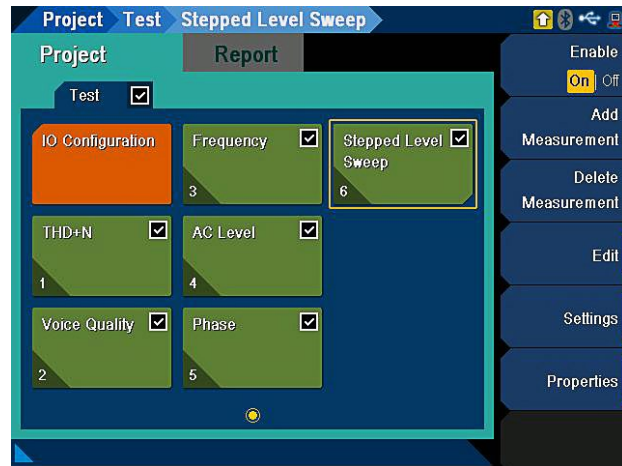 Project Test Stepped Level Sweep
Project
Report
Test
IO Configuration
Frequency
3
Stepped Level
Sweep
6
THD+N
1
AC Level
4
Voice Quality
2
Phase
5
Enable
On | Off
Add
Measurement
Delete
Measurement
Edit
Settings
Properties